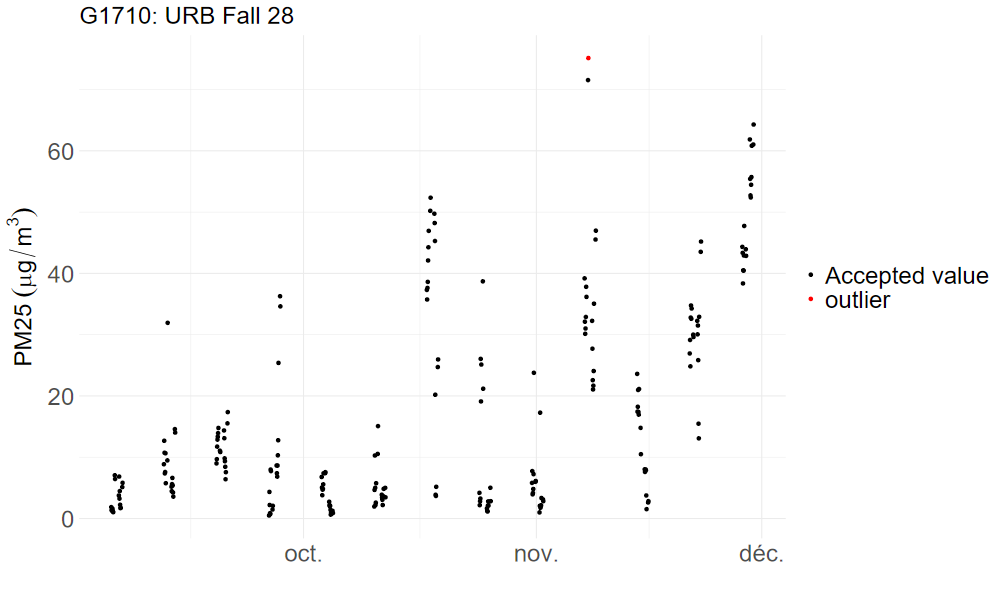 G1710: URB Fall 28
PM25 (μg/m³)
60
40
20
0
oct.
nov.
déc.
Accepted value
outlier